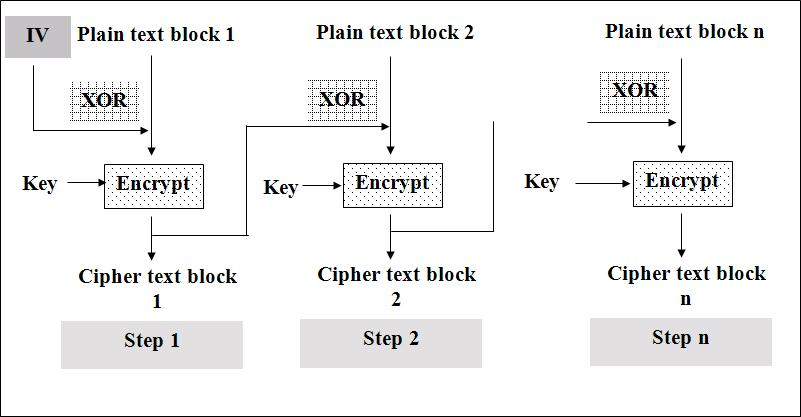 IV
Plain text block 1
Plain text block 2
Plain text block n
XOR
XOR
XOR
Key
Encrypt
Key
Encrypt
Key
Encrypt
Cipher text block
1
Cipher text block
2
Cipher text block
n
Step 1
Step 2
Step n